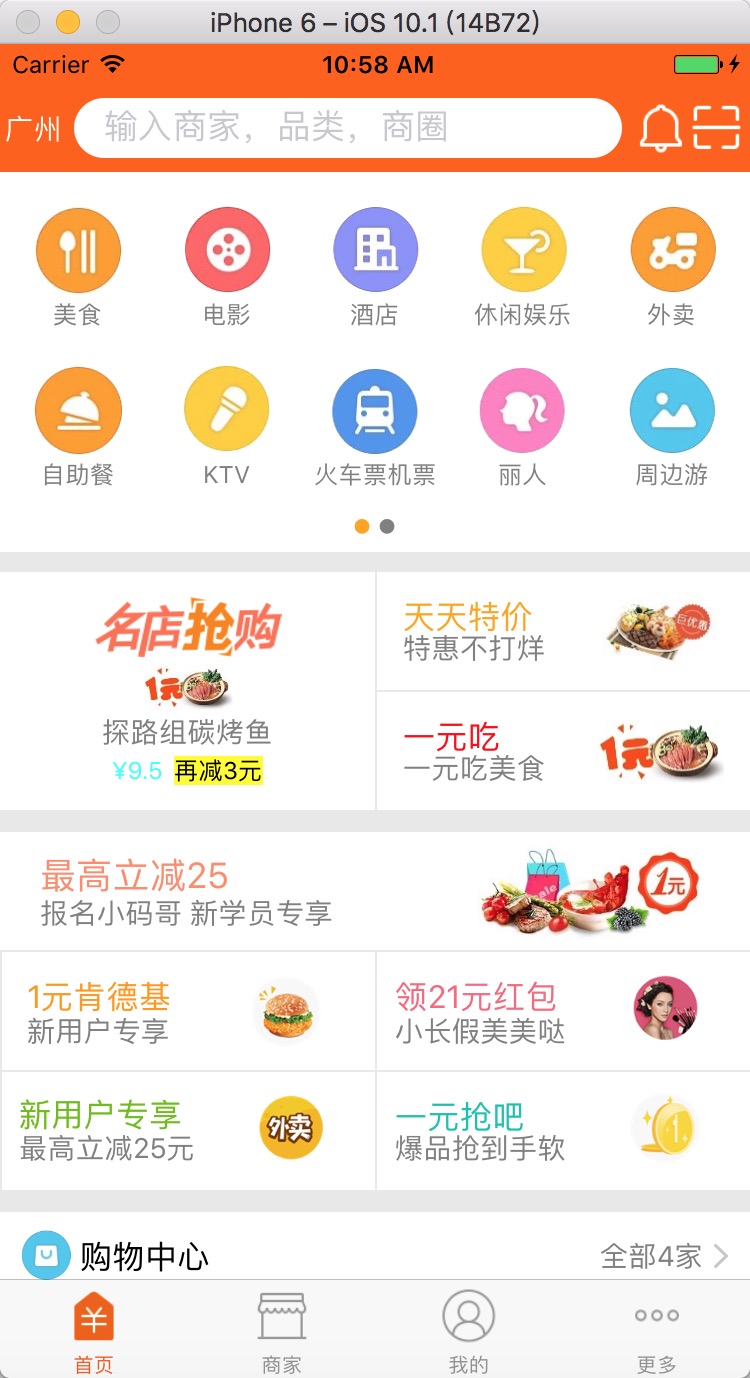 iPhone 6 – iOS 10.1 (14B72)
Carrier 10:58 AM
广州 输入商家，品类，商圈
美食 电影 酒店 休闲娱乐 外卖
自助餐 KTV 火车票机票 丽人 周边游
名店抢购
1元
探路组碳烤鱼
¥9.5 再减3元
天天特价
特惠不打烊
巨优惠
一元吃
一元吃美食
1元
最高立减25
报名小码哥 新学员专享
sale
1元
1元肯德基
新用户专享
领21元红包
小长假美美哒
新用户专享
最高立减25元
外卖
一元抢吧
爆品抢到手软
1
购物中心 全部4家
首页 商家 我的 更多